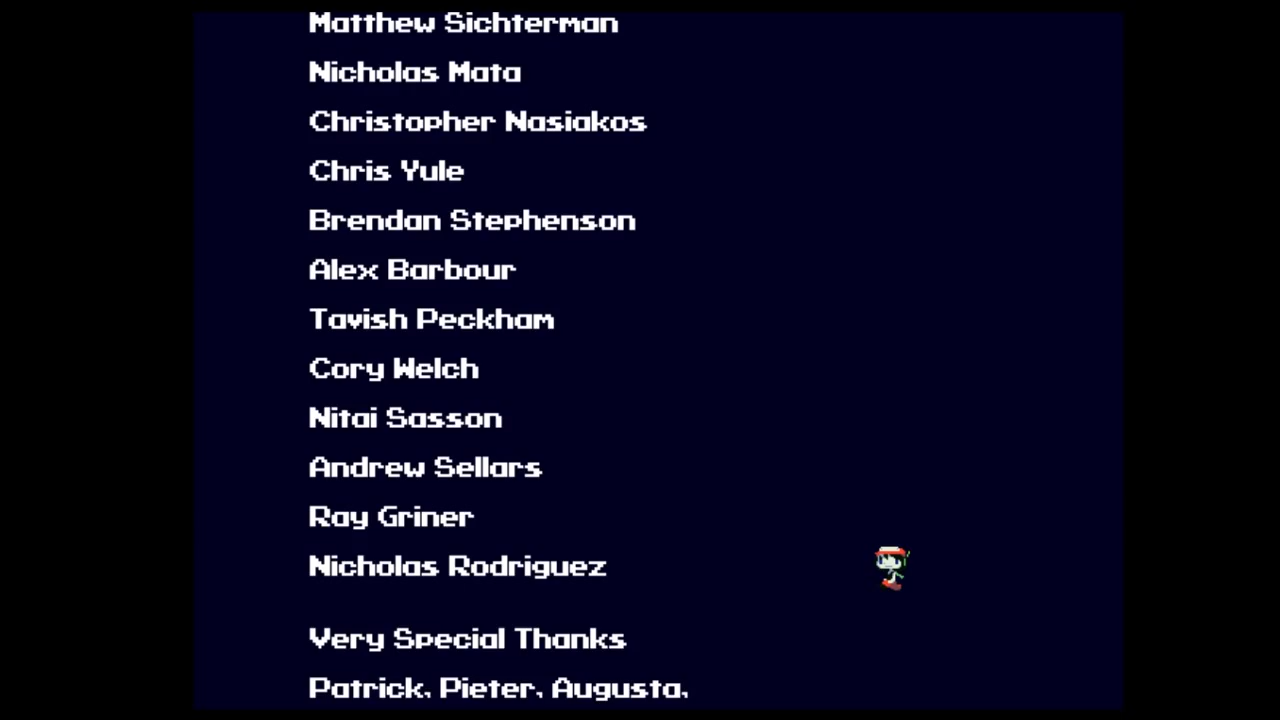 Matthew Sichterman
Nicholas Mata
Christopher Nasiakos
Chris Yule
Brendan Stephenson
Alex Barbour
Tavish Peckham
Cory Welch
Nitai Sasson
Andrew Sellars
Ray Griner
Nicholas Rodriguez
Very Special Thanks
Patrick, Pieter, Augusta,